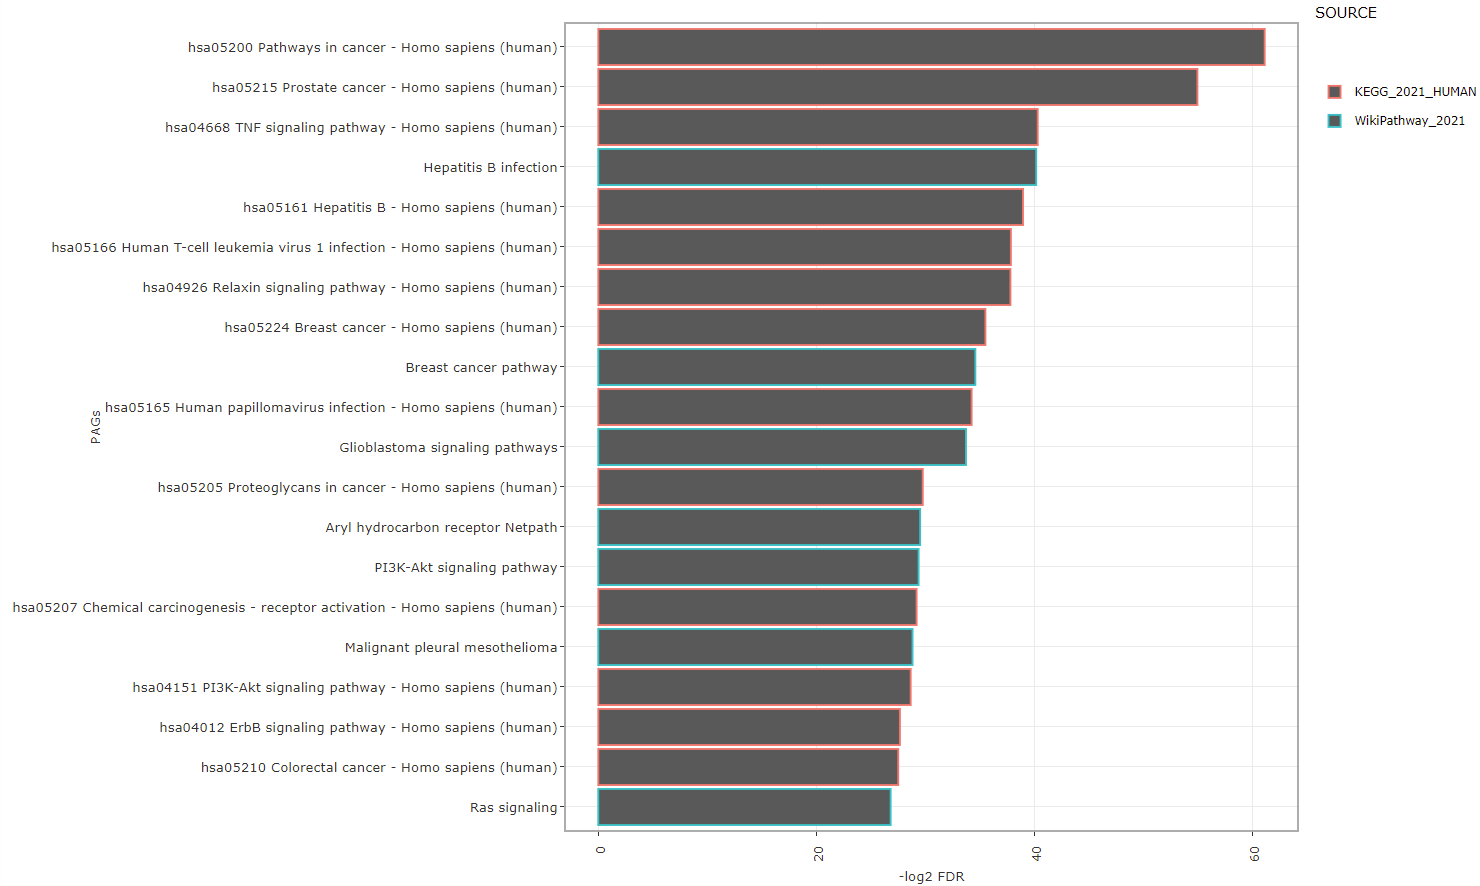 SOURCE
KEGG_2021_HUMAN
WikiPathway_2021
hsa05200 Pathways in cancer - Homo sapiens (human)
hsa05215 Prostate cancer - Homo sapiens (human)
hsa04668 TNF signaling pathway - Homo sapiens (human)
Hepatitis B infection
hsa05161 Hepatitis B - Homo sapiens (human)
hsa05166 Human T-cell leukemia virus 1 infection - Homo sapiens (human)
hsa04926 Relaxin signaling pathway - Homo sapiens (human)
hsa05224 Breast cancer - Homo sapiens (human)
Breast cancer pathway
hsa05165 Human papillomavirus infection - Homo sapiens (human)
PAGs
Glioblastoma signaling pathways
hsa05205 Proteoglycans in cancer - Homo sapiens (human)
Aryl hydrocarbon receptor Netpath
PI3K-Akt signaling pathway
hsa05207 Chemical carcinogenesis - receptor activation - Homo sapiens (human)
Malignant pleural mesothelioma
hsa04151 PI3K-Akt signaling pathway - Homo sapiens (human)
hsa04012 ErbB signaling pathway - Homo sapiens (human)
hsa05210 Colorectal cancer - Homo sapiens (human)
Ras signaling
0 20 40 60
-log2 FDR